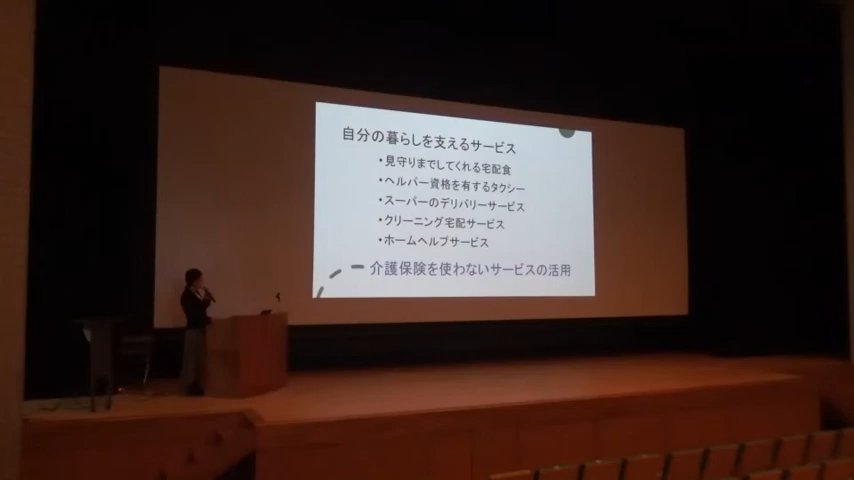 自分の暮らしを支えるサービス
・見守りまでしてくれる宅配食
・ヘルパー資格を有するタクシー
・スーパーのデリバリーサービス
・クリーニング宅配サービス
・ホームヘルプサービス
介護保険を使わないサービスの活用